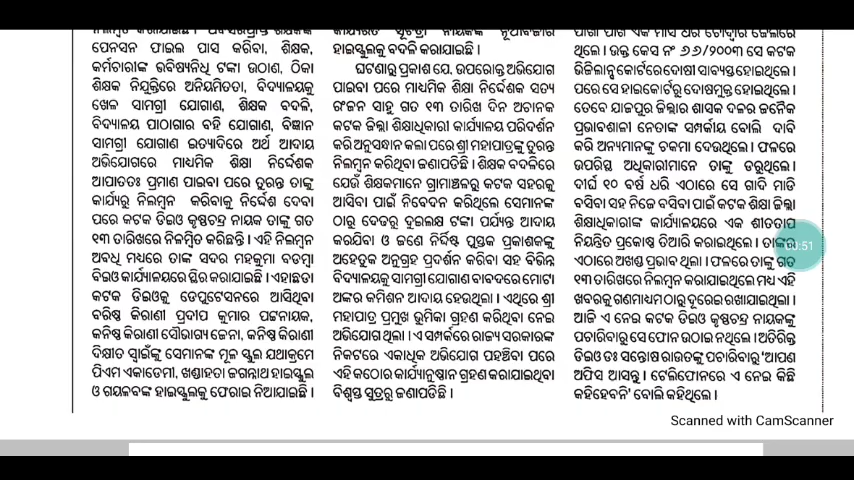 ପେନସନ ଫାଇଲ ପାସ କରିବା, ଶିକ୍ଷକ,
କର୍ମଚାରୀଙ୍କ ଭବିଷ୍ୟନିଧି ଟଙ୍କା ଉଠାଣ, ଠିକା
ଶିକ୍ଷକ ନିଯୁକ୍ତିରେ ଅନିୟମିତତା, ବିଦ୍ୟାଳୟକୁ
ଖେଳ ସାମଗ୍ରୀ ଯୋଗାଣ, ଶିକ୍ଷକ ବଦଳି,
ବିଦ୍ୟାଳୟ ପାଠାଗାର ବହି ଯୋଗାଣ, ବିଜ୍ଞାନ
ସାମଗ୍ରୀ ଯୋଗାଣ ଇତ୍ୟାଦିରେ ଅର୍ଥ ଆଦାୟ
ଅଭିଯୋଗରେ ମାଧ୍ୟମିକ ଶିକ୍ଷା ନିର୍ଦ୍ଦେଶକ
ଆପାତତଃ ପ୍ରମାଣ ପାଇବା ପରେ ତୁରନ୍ତ ତାଙ୍କୁ
କାର୍ଯ୍ୟରୁ ନିଲମ୍ବନ କରିବାକୁ ନିର୍ଦ୍ଦେଶ ଦେବା
ପରେ କଟକ ଡିଇଓ କୃଷ୍ଣଚନ୍ଦ୍ର ନାୟକ ତାଙ୍କୁ ଗତ
୧୩ ତାରିଖରେ ନିଳମ୍ବିତ କରିଛନ୍ତି । ଏହି ନିଲମ୍ବନ
ଅବଧି ମଧ୍ୟରେ ତାଙ୍କ ସଦର ମହକୁମା ବଡମ୍ବା
ବିଇଓ କାର୍ଯାଳୟରେ ସ୍ଥିର କରାଯାଇଛି । ଏହାଛଡା
କଟକ ଡିଇଓକୁ ଡେପୁଟେସନରେ ଆସିଥିବା
ବରିଷ୍ଠ କିରାଣୀ ପ୍ରଦୀପ କୁମାର ପଟ୍ଟନାୟକ,
କନିଷ୍ଠ କିରାଣୀ ସୌଭାଗ୍ୟ ଜେନା, କନିଷ୍ଠ କିରାଣୀ
ଦିକ୍ଷୀତ ସ୍ୱାଇଁଙ୍କୁ ସେମାନଙ୍କ ମୂଳ ସ୍କୁଲ ଯଥାକ୍ରମେ
ପିଏମ ଏକାଡେମୀ, ଖଣ୍ଡାହତା ଜଗନ୍ନାଥ ହାଇସ୍କୁଲ
ଓ ଗୟଳବଙ୍କ ହାଇସ୍କୁଲକୁ ଫେରାଇ ନିଆଯାଇଛି ।
ହାଇସ୍କୁଲକୁ ବଦଳି କରାଯାଇଛି ।
ଘଟଣାରୁ ପ୍ରକାଶ ଯେ, ଉପରୋକ୍ତ ଅଭିଯୋଗ
ପାଇବା ପରେ ମାଧ୍ୟମିକ ଶିକ୍ଷା ନିର୍ଦ୍ଦେଶକ ସତ୍ୟ
ରଂଜନ ସାହୁ ଗତ ୧୩ ତାରିଖ ଦିନ ଅଚାନକ
କଟକ ଜିଲ୍ଲା ଶିକ୍ଷାଧିକାରୀ କାର୍ଯ୍ୟାଳୟ ପରିଦର୍ଶନ
କରି ଅନୁସନ୍ଧାନ କଲା ପରେ ଶ୍ରୀ ମହାପାତ୍ରଙ୍କୁ ତୁରନ୍ତ
ନିଲମ୍ବନ କରିଥିବା ଜଣାପଡିଛି । ଶିକ୍ଷକ ବଦଳିରେ
ଯେଉଁ ଶିକ୍ଷକମାନେ ଗ୍ରାମାଞ୍ଚଳରୁ କଟକ ସହରକୁ
ଆସିବା ପାଇଁ ନିବେଦନ କରିଥିଲେ ସେମାନଙ୍କ
ଠାରୁ ଦେଢରୁ ଦୁଇଲକ୍ଷ ଟଙ୍କା ପର୍ଯ୍ୟନ୍ତ ଆଦାୟ
କରଯିବା ଓ ଜଣେ ନିର୍ଦ୍ଦିଷ୍ଟ ପୁସ୍ତକ ପ୍ରକାଶକଙ୍କୁ
ଅହେତୁକ ଅନୁଗ୍ରହ ପ୍ରଦର୍ଶନ କରିବା ସହ ବିଭିନ୍ନ
ବିଦ୍ୟାଳୟକୁ ସାମଗ୍ରୀ ଯୋଗାଣ ବାବଦରେ ମୋଟା
ଅଙ୍କର କମିଶନ ଆଦାୟ ହେଉଥିଲା । ଏଥିରେ ଶ୍ରୀ
ମହାପାତ୍ର ପ୍ରମୁଖ ଭୁମିକା ଗ୍ରହଣ କରିଥିବା ନେଇ
ଅଭିଯୋଗ ଥିଲା । ଏ ସମ୍ପର୍କରେ ରାଜ୍ୟ ସରକାରଙ୍କ
ନିକଟରେ ଏକାଧିକ ଅଭିଯୋଗ ପହଞ୍ଚିବା ପରେ
ଏହି କଠୋର କାର୍ଯ୍ୟାନୁଷ୍ଠାନ ଗ୍ରହଣ କରାଯାଇଥିବା
ବିଶ୍ୱସ୍ତ ସୁତ୍ରରୁ ଜଣାପଡିଛି ।
ଥିଲେ । ଉକ୍ତ କେସ ନଂ ୬୬/୨୦୦୩ ସେ କଟକ
ଭିଜିଲାନ୍ସ କୋର୍ଟରେ ଦୋଷୀ ସାବ୍ୟସ୍ତ ହୋଇଥିଲେ ।
ପରେ ସେ ହାଇକୋର୍ଟରୁ ଦୋଷମୁକ୍ତ ହୋଇଥିଲେ ।
ତେବେ ଯାଜପୁର ଜିଲ୍ଲାର ଶାସକ ଦଳର ଜନୈକ
ପ୍ରଭାବଶାଳୀ ନେତାଙ୍କ ସମ୍ପର୍କୀୟ ବୋଲି ଦାବି
କରି ଅନ୍ୟମାନଙ୍କୁ ଚକମା ଦେଉଥିଲେ । ଫଳରେ
ଉପରିସ୍ଥ ଅଧିକାରୀମାନେ ତାଙ୍କୁ ଡରୁଥିଲେ ।
ଦୀର୍ଘ ୧୦ ବର୍ଷ ଧରି ଏଠାରେ ସେ ଗାଦି ମାଡି
ବସିବା ସହ ନିଜେ ବସିବା ପାଇଁ କଟକ ଶିକ୍ଷା ଜିଲ୍ଲା
ଶିକ୍ଷାଧିକାରୀଙ୍କ କାର୍ଯ୍ୟାଳୟରେ ଏକ ଶୀତତାପ
ନିୟନ୍ତ୍ରିତ ପ୍ରକୋଷ୍ଠ ତିଆରି କରାଇଥିଲେ । ତାଙ୍କର
ଏଠାରେ ଅଖଣ୍ଡ ପ୍ରଭାବ ଥିଲା । ଫଳରେ ତାଙ୍କୁ ଗତ
୧୩ ତାରିଖରେ ନିଲମ୍ବନ କରାଯାଇଥିଲେ ମଧ୍ୟ ଏହି
ଖବରକୁ ଗଣମାଧ୍ୟମ ଠାରୁ ଦୂରେଇ ରଖାଯାଇଥିଲା ।
ଆଜି ଏ ନେଇ କଟକ ଡିଇଓ କୃଷ୍ଣଚନ୍ଦ୍ର ନାୟକଙ୍କୁ
ପଚାରିବାରୁ ସେ ଫୋନ ଉଠାଇ ନଥିଲେ । ଅତିରିକ୍ତ
ଡିଇଓ ଡଃ ସନ୍ତୋଷ ରାଉତଙ୍କୁ ପଚାରିବାରୁ 'ଆପଣ
ଅଫିସ ଆସନ୍ତୁ । ଟେଲିଫୋନରେ ଏ ନେଇ କିଛି
କହିହେବନି' ବୋଲି କହିଥିଲେ ।
Scanned with CamScanner